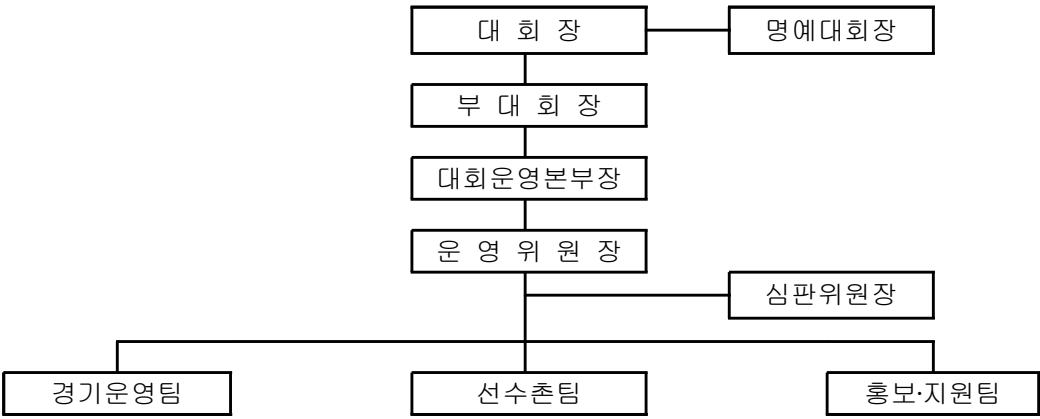 대 회 장
명예대회장
부 대 회 장
대회운영본부장
운 영 위 원 장
심판위원장
경기운영팀
선수촌팀
홍보·지원팀